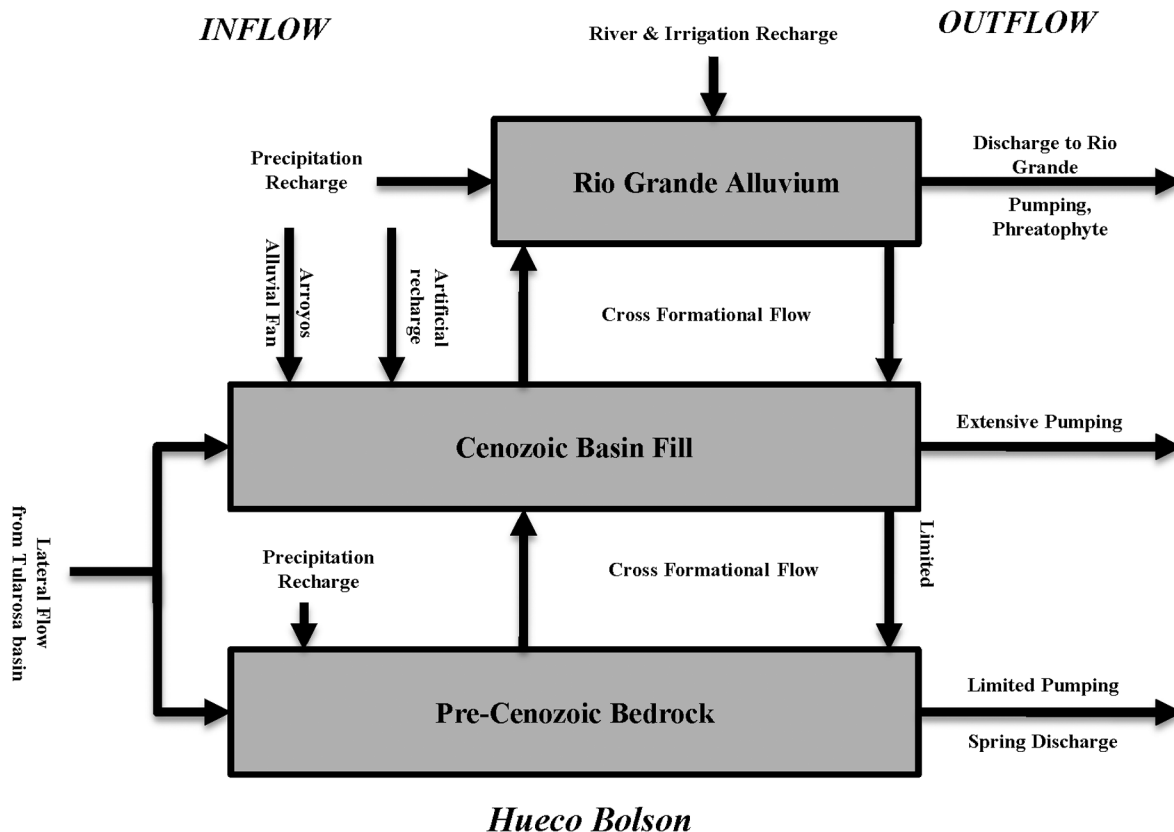 INFLOW
River & Irrigation Recharge
OUTFLOW
Precipitation
Recharge
Rio Grande Alluvium
Discharge to Rio
Grande
Pumping,
Phreatophyte
Arroyos
Alluvial Fan
Artificial
recharge
Cross Formational Flow
Cenozoic Basin Fill
Extensive Pumping
Lateral Flow
from Tularosa basin
Precipitation
Recharge
Cross Formational Flow
Limited
Pre-Cenozoic Bedrock
Limited Pumping
Spring Discharge
Hueco Bolson